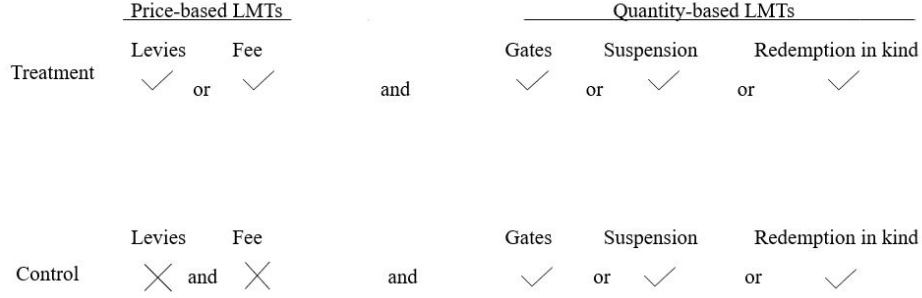 Price-based LMTs Quantity-based LMTs
Levies Fee Gates Suspension Redemption in kind
Treatment
or and or or
Levies Fee Gates Suspension Redemption in kind
Control and and or or